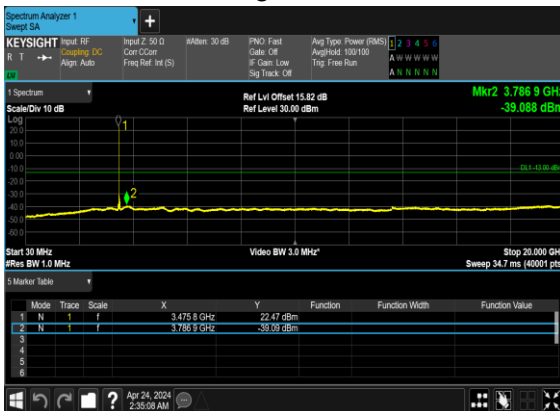 Spectrum Analyzer 1
Swept SA
KEYSIGHT
R T
LV
Input: RF
Coupling: DC
Align: Auto
Input Z: 50 Ω
Corr CCorr
Freq Ref: Int (S)
#Atten: 30 dB
PNO: Fast
Gate: Off
IF Gain: Low
Sig Track: Off
Avg Type: Power (RMS)
Avg|Hold: 100/100
Trig: Free Run
1 2 3 4 5 6
A W W W W W
A N N N N N
1 Spectrum
Scale/Div 10 dB
Ref Lvl Offset 15.82 dB
Ref Level 30.00 dBm
Mkr2 3.786 9 GHz
-39.088 dBm
Log
20.0
10.0
0.00
-10.0
-20.0
-30.0
-40.0
-50.0
-60.0
1
2
DL1 -13.00 dBm
Start 30 MHz
#Res BW 1.0 MHz
Video BW 3.0 MHz*
Stop 20.000 GHz
Sweep 34.7 ms (40001 pts)
5 Marker Table
Mode Trace Scale X Y Function Function Width Function Value
1 N 1 f 3.475 8 GHz 22.47 dBm
2 N 1 f 3.786 9 GHz -39.09 dBm
3
4
5
6
?
Apr 24, 2024
2:35:08 AM